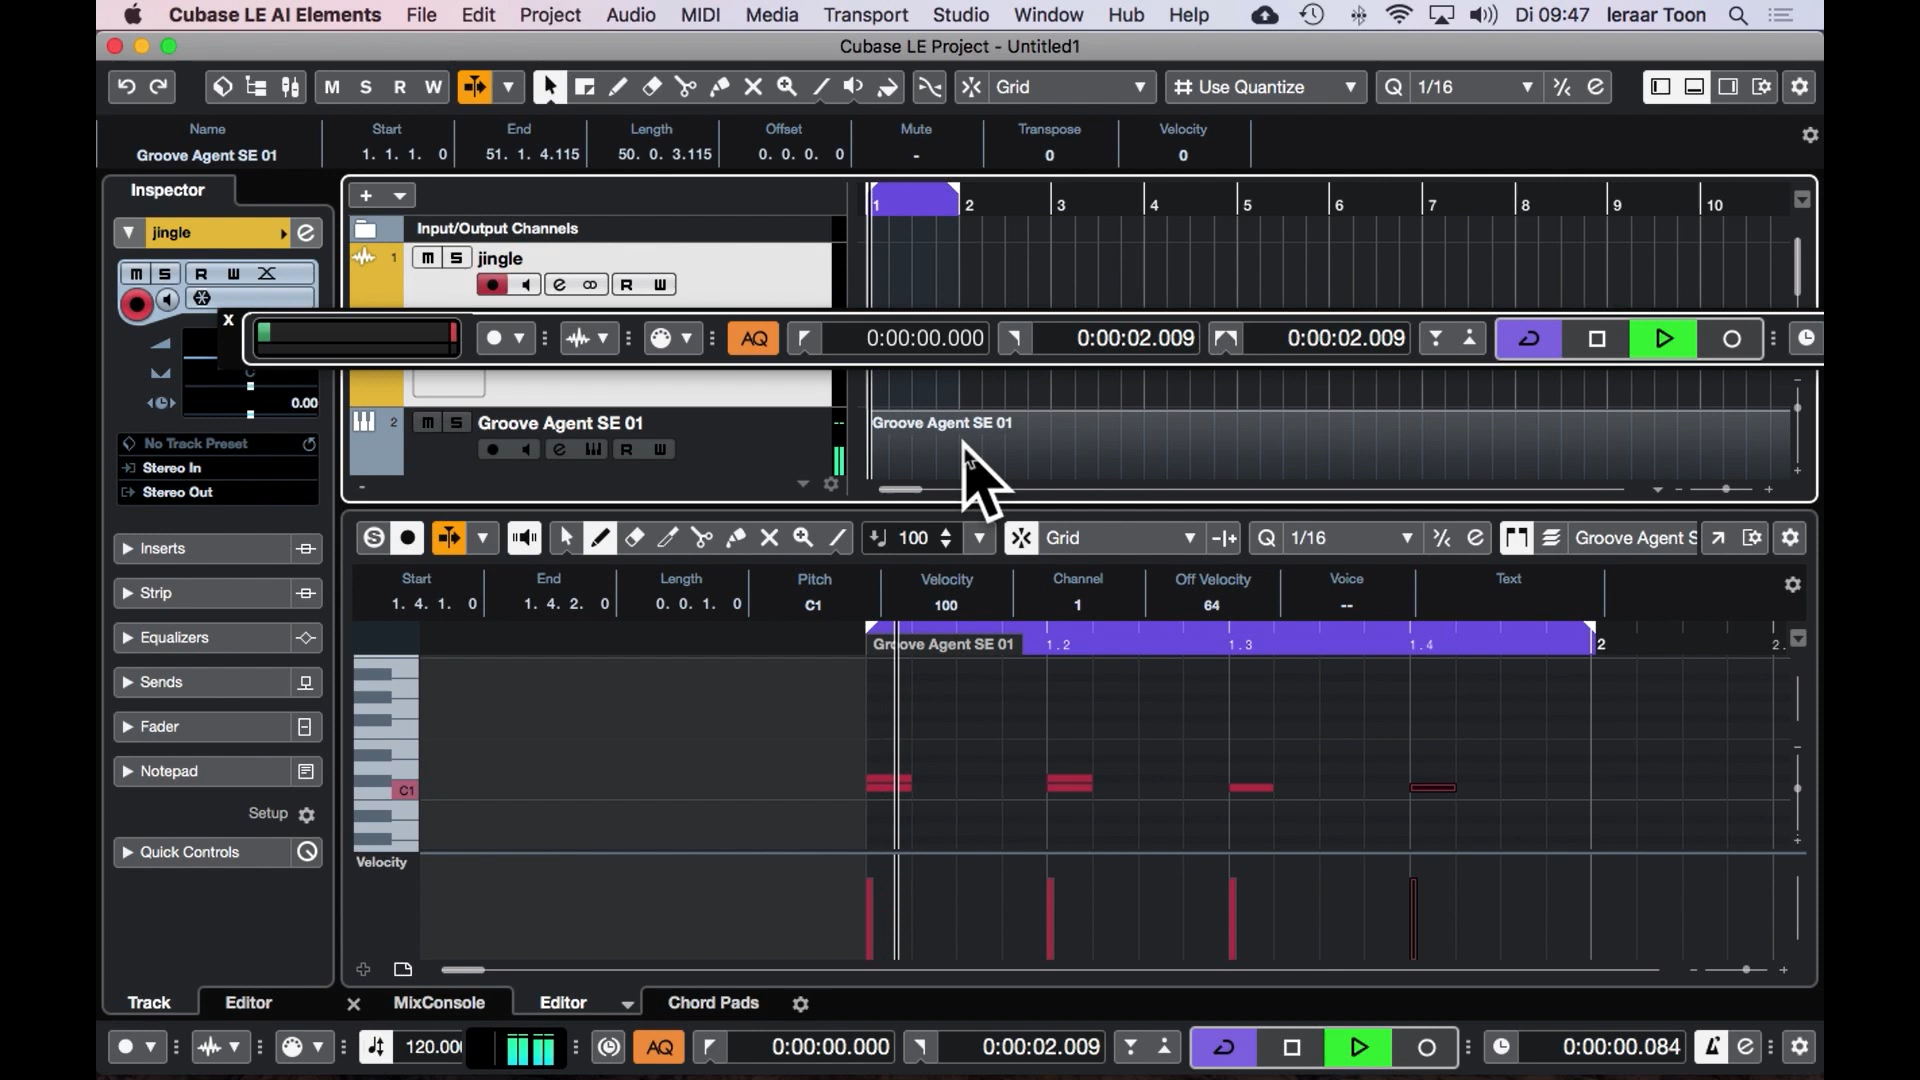 Cubase LE AI Elements File Edit Project Audio MIDI Media Transport Studio Window Hub Help Di 09:47 leraar Toon
Cubase LE Project - Untitled1
M S R W Grid Use Quantize Q 1/16
Name Start End Length Offset Mute Transpose Velocity
Groove Agent SE 01 1. 1. 1. 0 51. 1. 4.115 50. 0. 3.115 0. 0. 0. 0 - 0 0
Inspector
1 2 3 4 5 6 7 8 9 10
jingle e
Input/Output Channels
m S R W
1 m S jingle
e R W
X
AQ 0:00:00.000 0:00:02.009 0:00:02.009
C
0.00
2 m S Groove Agent SE 01
Groove Agent SE 01
e R W
No Track Preset
Stereo In
Stereo Out
S 100 Grid Q 1/16 e Groove Agent S
Inserts
Start End Length Pitch Velocity Channel Off Velocity Voice Text
1. 4. 1. 0 1. 4. 2. 0 0. 0. 1. 0 C1 100 1 64 --
Strip
Equalizers
Groove Agent SE 01 1.2 1.3 1.4 2 2.
Sends
Fader
Notepad
C1
Setup
Quick Controls
Velocity
Track Editor MixConsole Editor Chord Pads
120.00 AQ 0:00:00.000 0:00:02.009 0:00:00.084 e